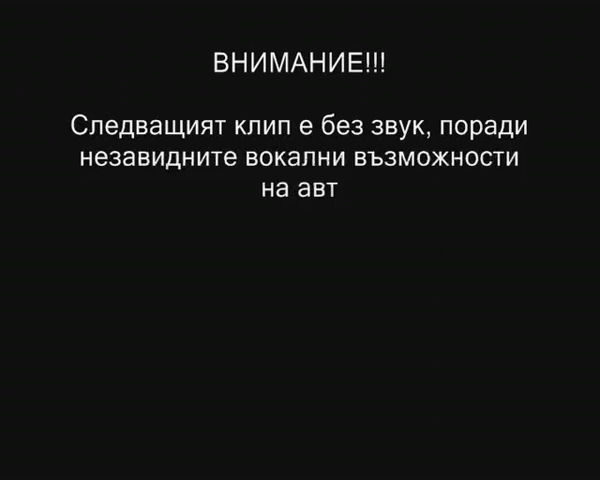 ВНИМАНИЕ!!!
Следващият клип е без звук, поради
незавидните вокални възможности
на авт